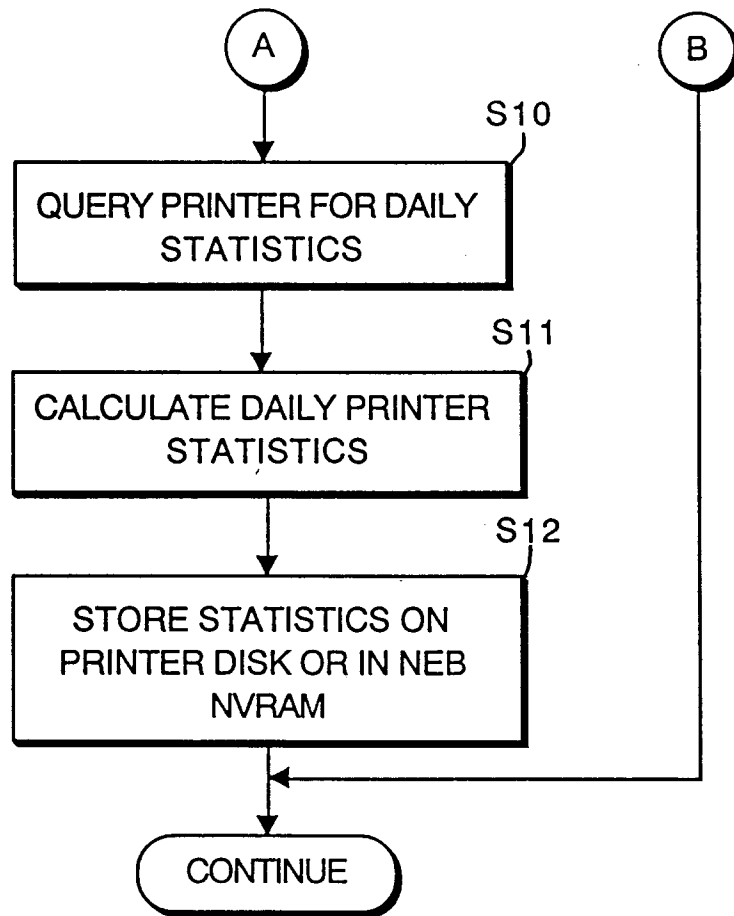 A
B
S10
QUERY PRINTER FOR DAILY
STATISTICS
S11
CALCULATE DAILY PRINTER
STATISTICS
S12
STORE STATISTICS ON
PRINTER DISK OR IN NEB
NVRAM
CONTINUE